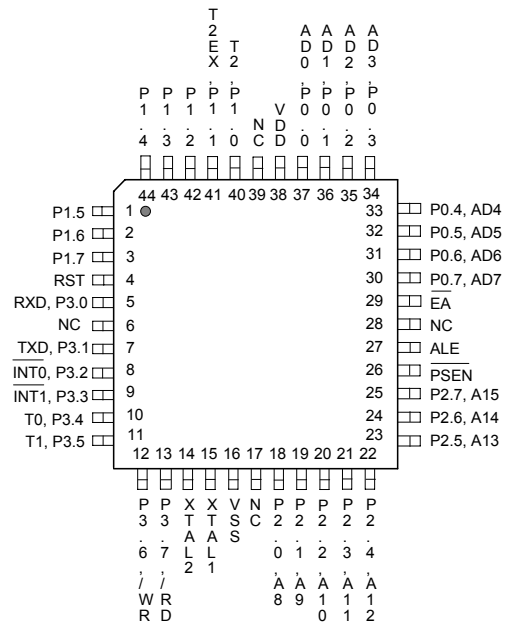 T2EX, P1.1
T2, P1.0
AD0, P0.0
AD1, P0.1
AD2, P0.2
AD3, P0.3
P1.4
P1.3
P1.2
NC
VDD
44 43 42 41 40 39 38 37 36 35 34
P1.5 1
P1.6 2
P1.7 3
RST 4
RXD, P3.0 5
NC 6
TXD, P3.1 7
INT0, P3.2 8
INT1, P3.3 9
T0, P3.4 10
T1, P3.5 11
33 P0.4, AD4
32 P0.5, AD5
31 P0.6, AD6
30 P0.7, AD7
29 EA
28 NC
27 ALE
26 PSEN
25 P2.7, A15
24 P2.6, A14
23 P2.5, A13
12 13 14 15 16 17 18 19 20 21 22
P3.6, /WR
P3.7, /RD
XTAL2
XTAL1
VSS
NC
P2.0, A8
P2.1, A9
P2.2, A10
P2.3, A11
P2.4, A12